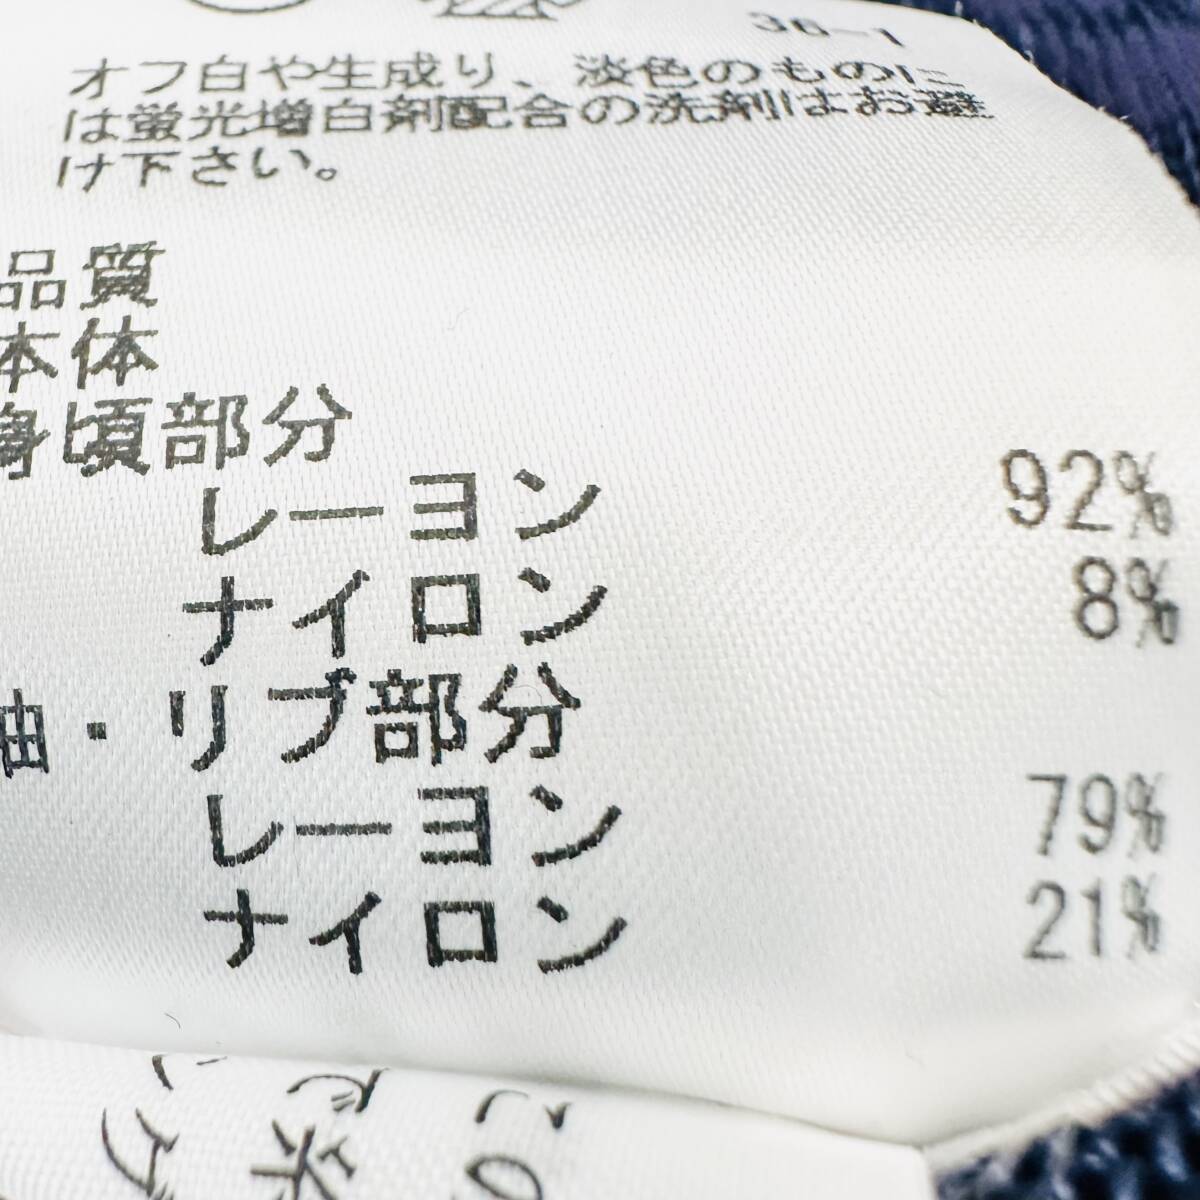 36-1
オフ白や生成り、淡色のものに
は蛍光増白剤配合の洗剤はお避
け下さい。
品質
本体
身頃部分
レーヨン 92%
ナイロン 8%
袖・リブ部分
レーヨン 79%
ナイロン 21%